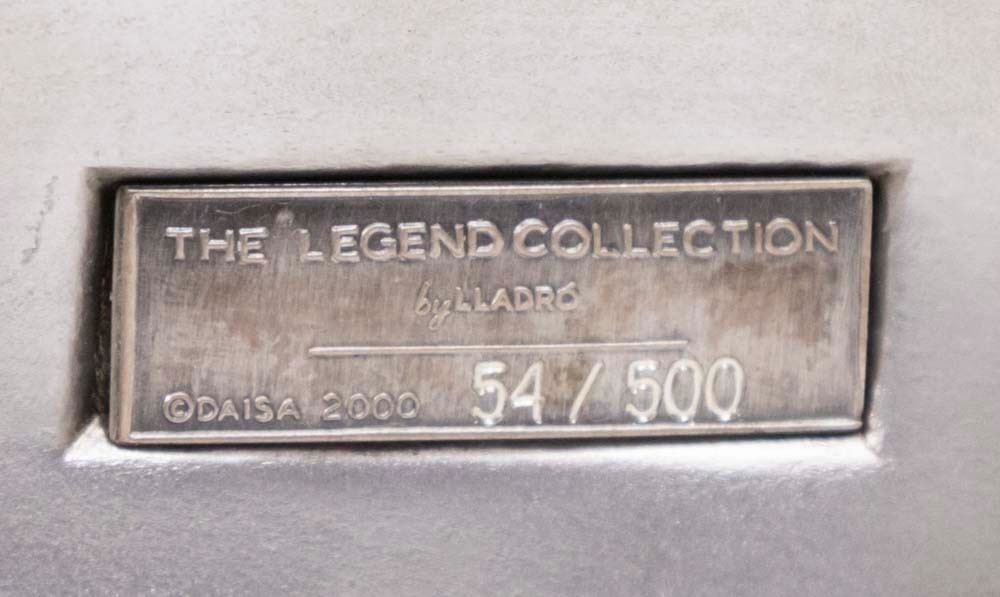 THE LEGEND COLLECTION
by LLADRÓ
©DAISA 2000 54 / 500